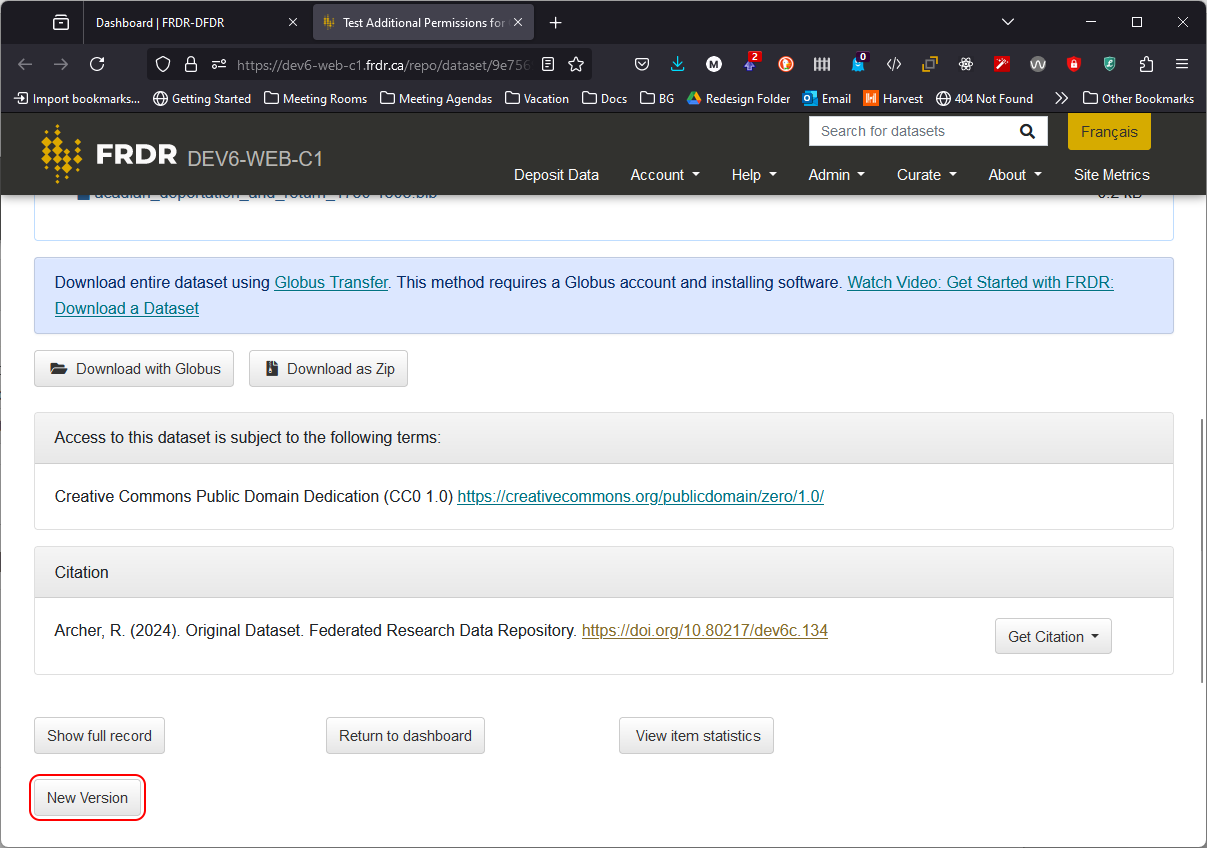 Dashboard | FRDR-DFDR
Test Additional Permissions for
https://dev6-web-c1.frdr.ca/repo/dataset/9e756
M
2
0
Import bookmarks...
Getting Started
Meeting Rooms
Meeting Agendas
Vacation
Docs
BG
Redesign Folder
Email
Harvest
404 Not Found
Other Bookmarks
FRDR DEV6-WEB-C1
Search for datasets
Français
Deposit Data
Account
Help
Admin
Curate
About
Site Metrics
Download entire dataset using Globus Transfer. This method requires a Globus account and installing software. Watch Video: Get Started with FRDR:
Download a Dataset
Download with Globus
Download as Zip
Access to this dataset is subject to the following terms:
Creative Commons Public Domain Dedication (CC0 1.0) https://creativecommons.org/publicdomain/zero/1.0/
Citation
Archer, R. (2024). Original Dataset. Federated Research Data Repository. https://doi.org/10.80217/dev6c.134
Get Citation
Show full record
Return to dashboard
View item statistics
New Version